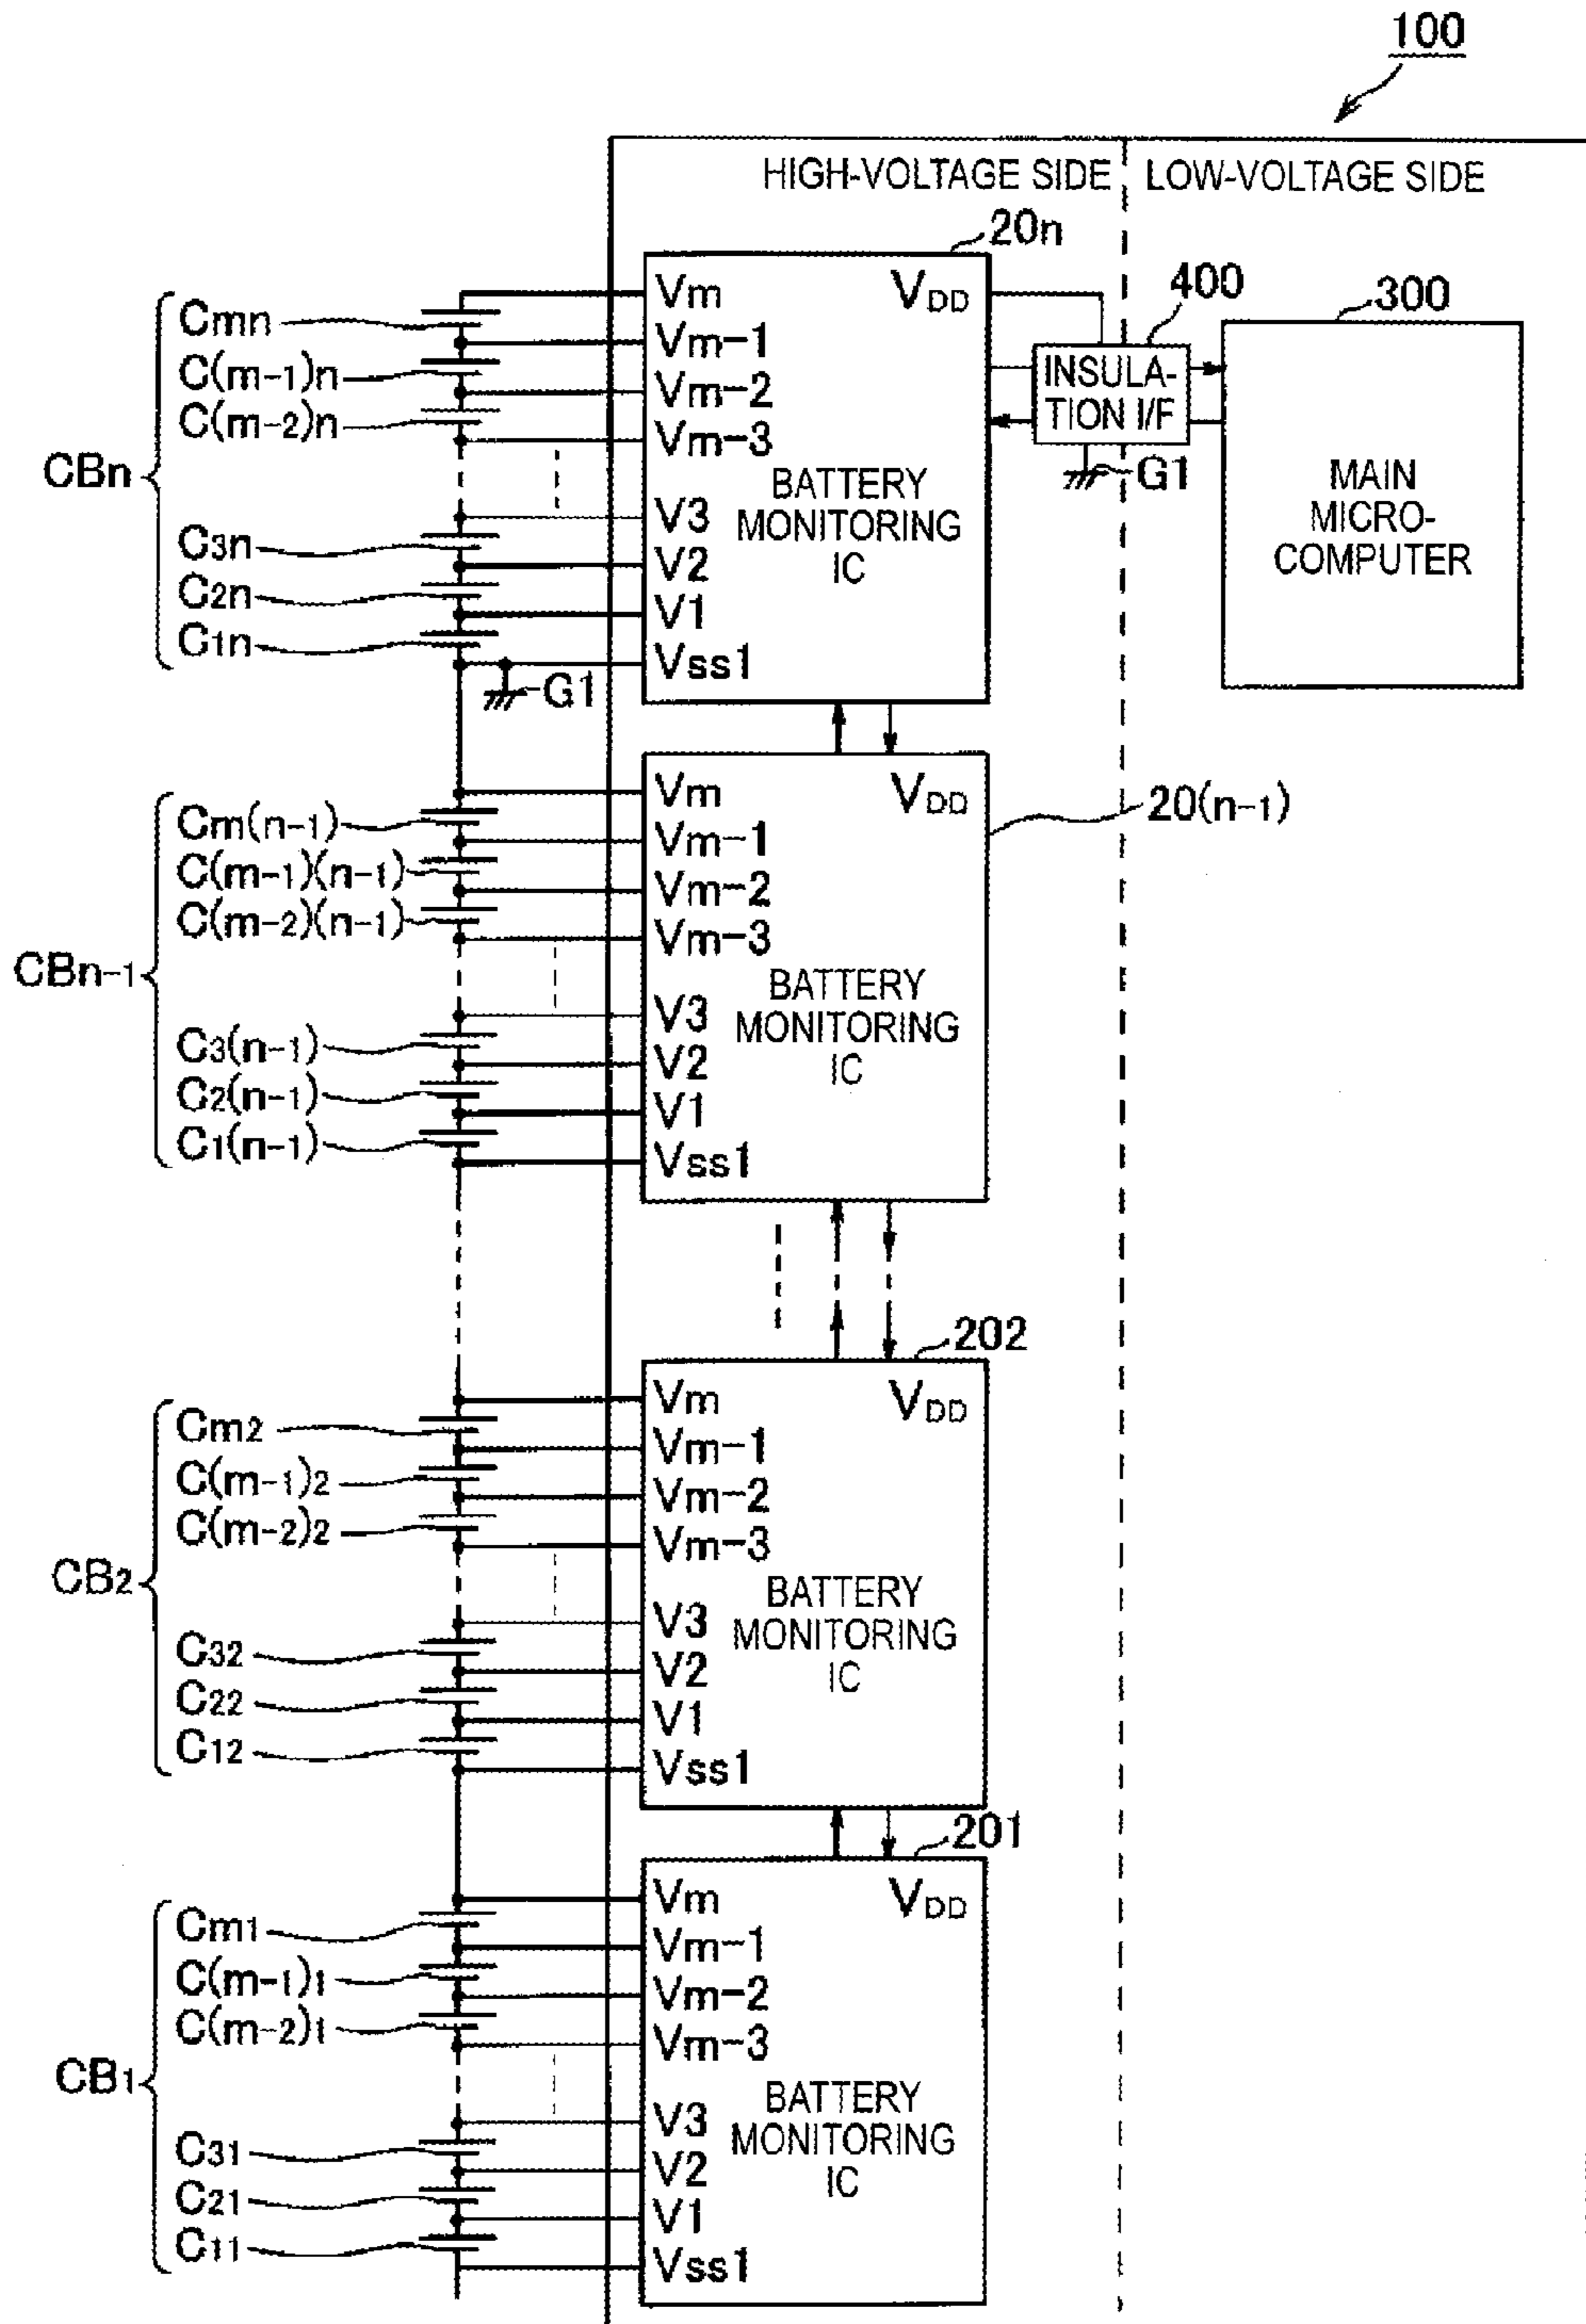 100
HIGH-VOLTAGE SIDE
LOW-VOLTAGE SIDE
20n
400
300
CBn
Cmn
C(m-1)n
C(m-2)n
C3n
C2n
C1n
Vm
Vm-1
Vm-2
Vm-3
V3
V2
V1
Vss1
VDD
BATTERY
MONITORING
IC
G1
INSULA-
TION I/F
G1
MAIN
MICRO-
COMPUTER
20(n-1)
CBn-1
Cm(n-1)
C(m-1)(n-1)
C(m-2)(n-1)
C3(n-1)
C2(n-1)
C1(n-1)
Vm
Vm-1
Vm-2
Vm-3
V3
V2
V1
Vss1
VDD
BATTERY
MONITORING
IC
202
CB2
Cm2
C(m-1)2
C(m-2)2
C32
C22
C12
Vm
Vm-1
Vm-2
Vm-3
V3
V2
V1
Vss1
VDD
BATTERY
MONITORING
IC
201
CB1
Cm1
C(m-1)1
C(m-2)1
C31
C21
C11
Vm
Vm-1
Vm-2
Vm-3
V3
V2
V1
Vss1
VDD
BATTERY
MONITORING
IC